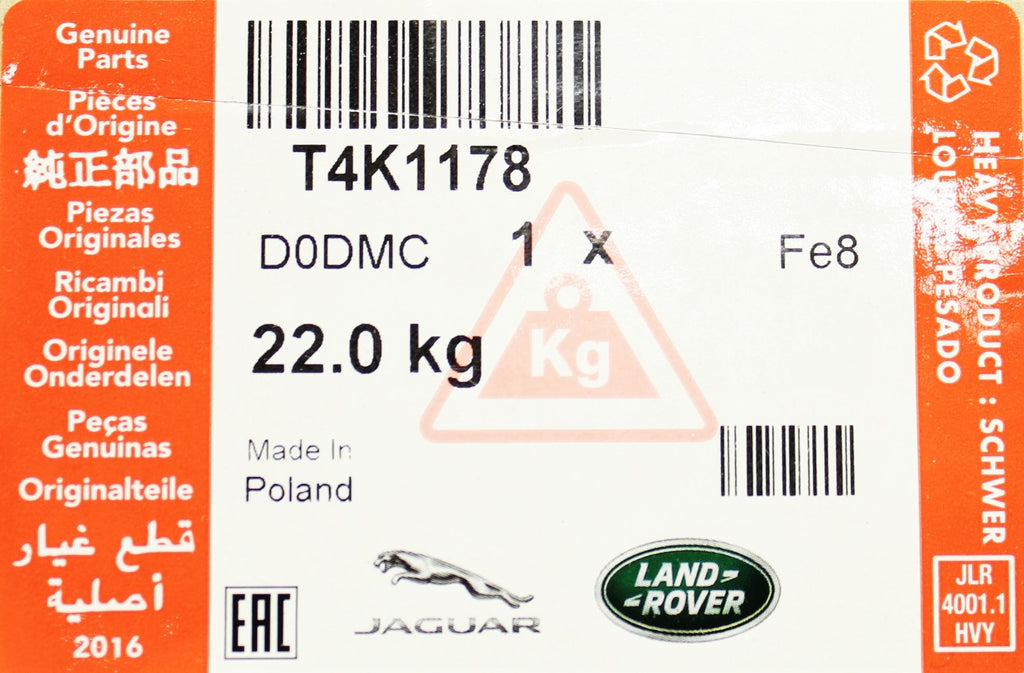 Genuine
Parts
Pièces
d'Origine
純正部品
Piezas
Originales
Ricambi
Originali
Originele
Onderdelen
Peças
Genuinas
Originalteile
قطع غيار
أصلية
2016
T4K1178
D0DMC 1 x Fe8
22.0 kg
Kg
Made In
Poland
EAC
JAGUAR
LAND
ROVER
HEAVY PRODUCT : SCHWER
PESADO
JLR
4001.1
HVY